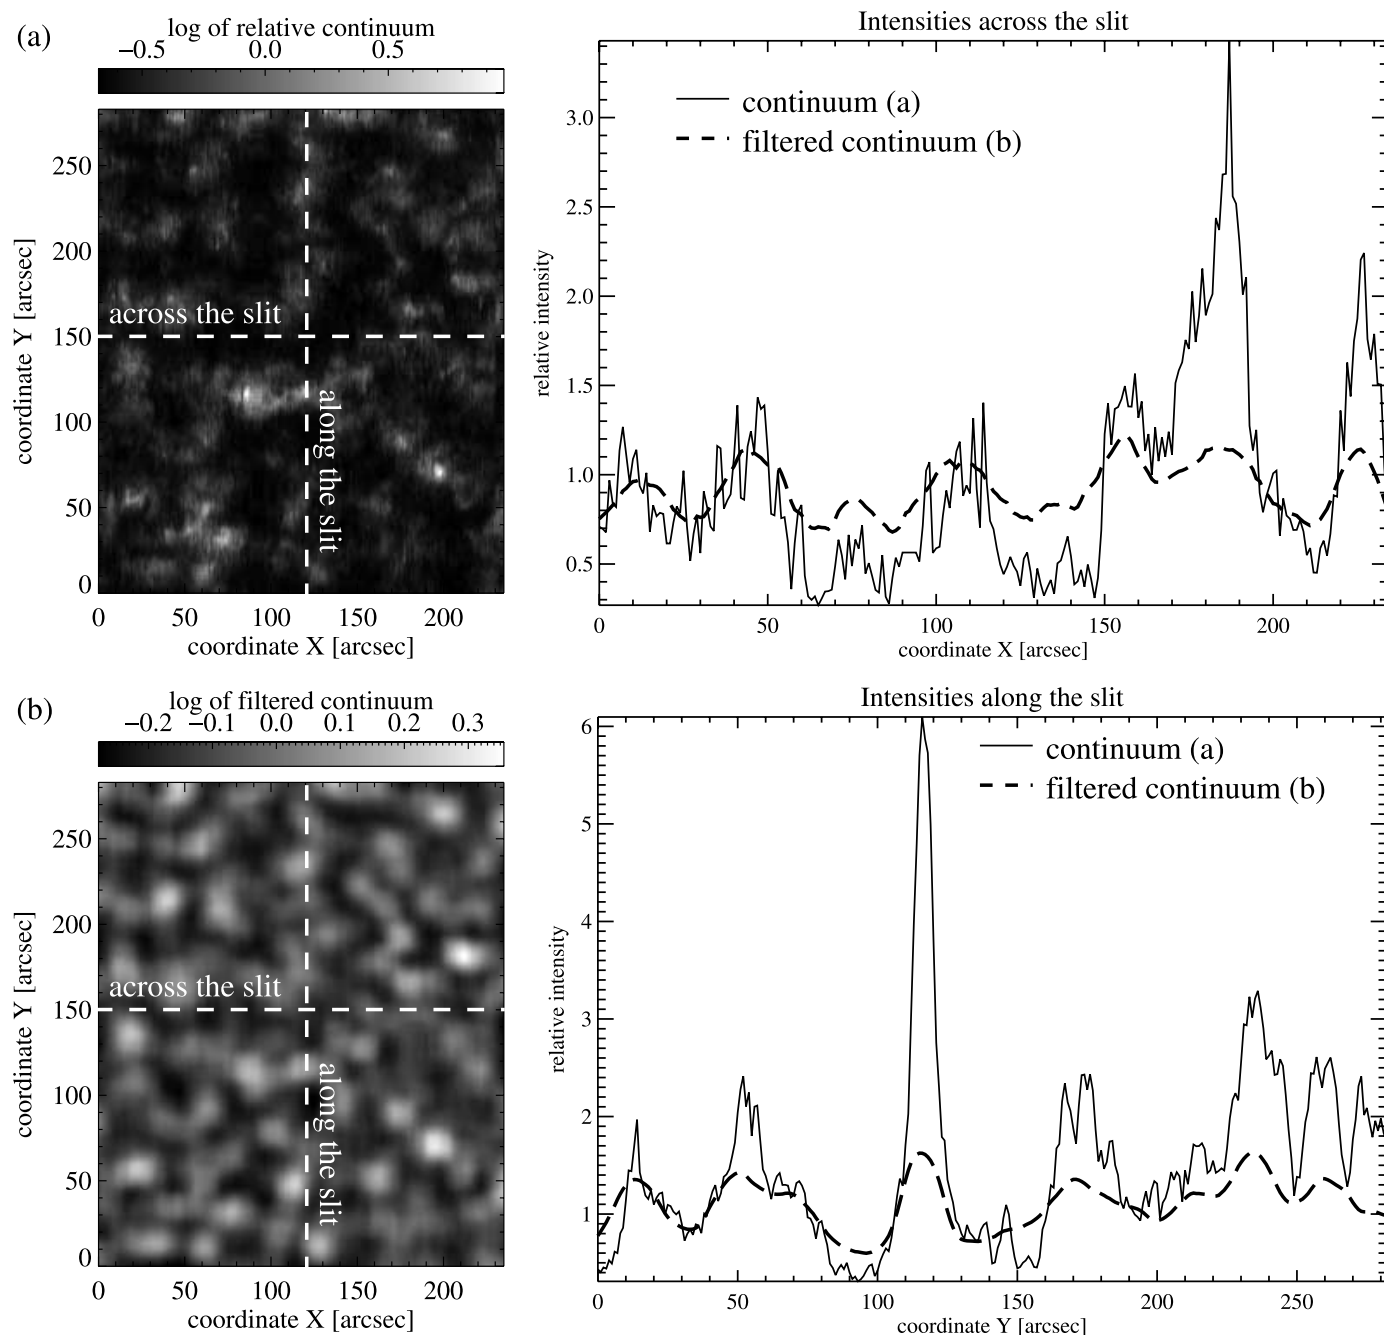 (a)
log of relative continuum
−0.5 0.0 0.5
250
200
150
100
50
0
coordinate Y [arcsec]
across the slit
along the slit
0 50 100 150 200
coordinate X [arcsec]
Intensities across the slit
continuum (a)
filtered continuum (b)
3.0
2.5
2.0
1.5
1.0
0.5
relative intensity
0 50 100 150 200
coordinate X [arcsec]
(b)
log of filtered continuum
−0.2 −0.1 0.0 0.1 0.2 0.3
250
200
150
100
50
0
coordinate Y [arcsec]
across the slit
along the slit
0 50 100 150 200
coordinate X [arcsec]
Intensities along the slit
continuum (a)
filtered continuum (b)
6
5
4
3
2
1
relative intensity
0 50 100 150 200 250
coordinate Y [arcsec]